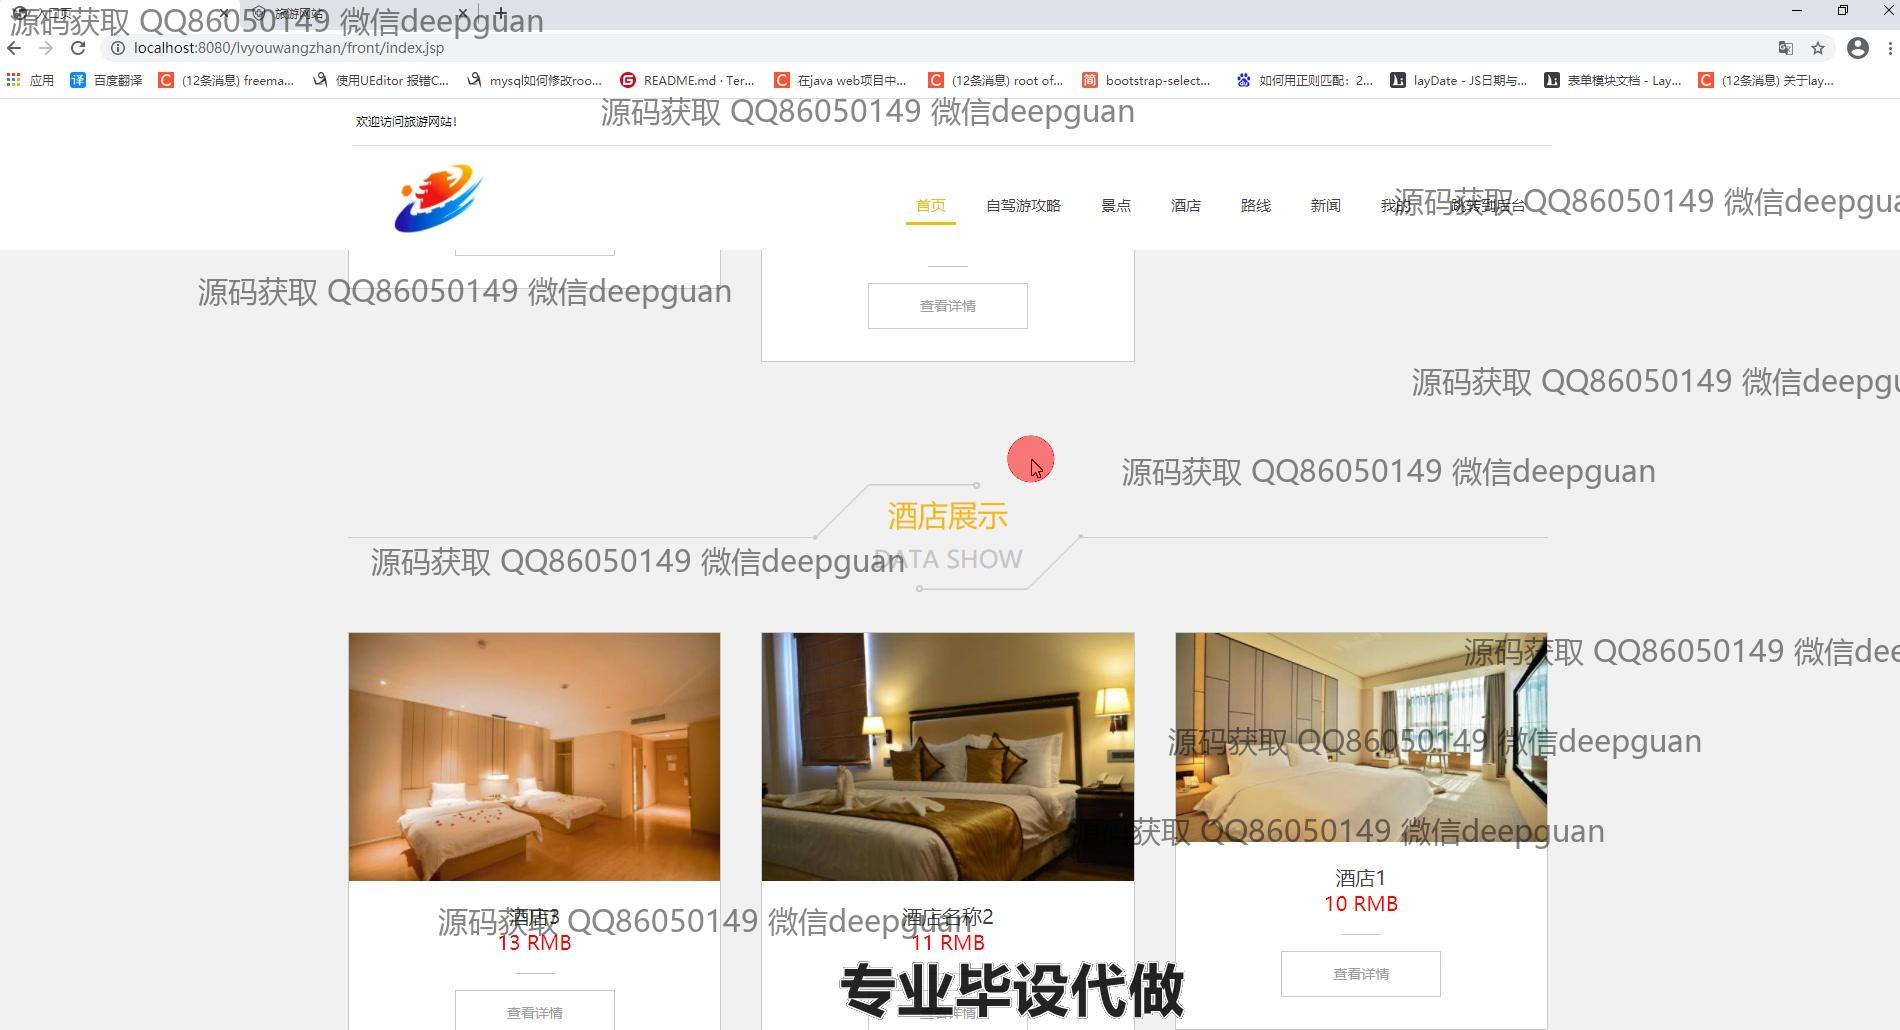 旅游网站
源码获取 QQ86050149 微信deepguan
localhost:8080/lvyouwangzhan/front/index.jsp
应用 百度翻译 (12条消息) freema... 使用UEditor 报错C... mysql如何修改roo... README.md · Ter... 在java web项目中... (12条消息) root of... bootstrap-select... 如何用正则匹配：2... layDate - JS日期与... 表单模块文档 - Lay... (12条消息) 关于lay...
欢迎访问旅游网站!
源码获取 QQ86050149 微信deepguan
首页 自驾游攻略 景点 酒店 路线 新闻 我的 跳转到后台
源码获取 QQ86050149 微信deepgua
源码获取 QQ86050149 微信deepguan
查看详情
源码获取 QQ86050149 微信deepgu
源码获取 QQ86050149 微信deepguan
酒店展示
DATA SHOW
源码获取 QQ86050149 微信deepguan
源码获取 QQ86050149 微信dee
源码获取 QQ86050149 微信deepguan
获取 QQ86050149 微信deepguan
酒店3
13 RMB
查看详情
酒店名称2
11 RMB
查看详情
酒店1
10 RMB
查看详情
源码获取 QQ86050149 微信deepguan
专业毕设代做